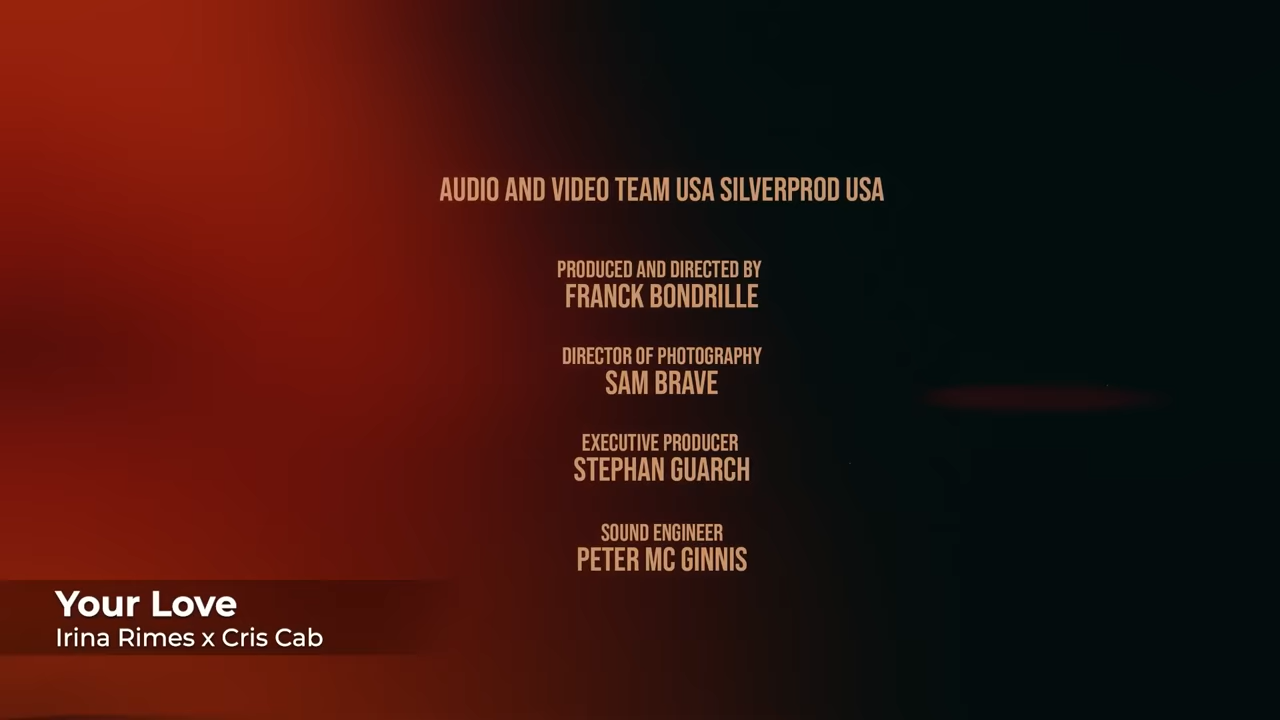 AUDIO AND VIDEO TEAM USA SILVERPROD USA
PRODUCED AND DIRECTED BY
FRANCK BONDRILLE
DIRECTOR OF PHOTOGRAPHY
SAM BRAVE
EXECUTIVE PRODUCER
STEPHAN GUARCH
SOUND ENGINEER
PETER MC GINNIS
Your Love
Irina Rimes x Cris Cab